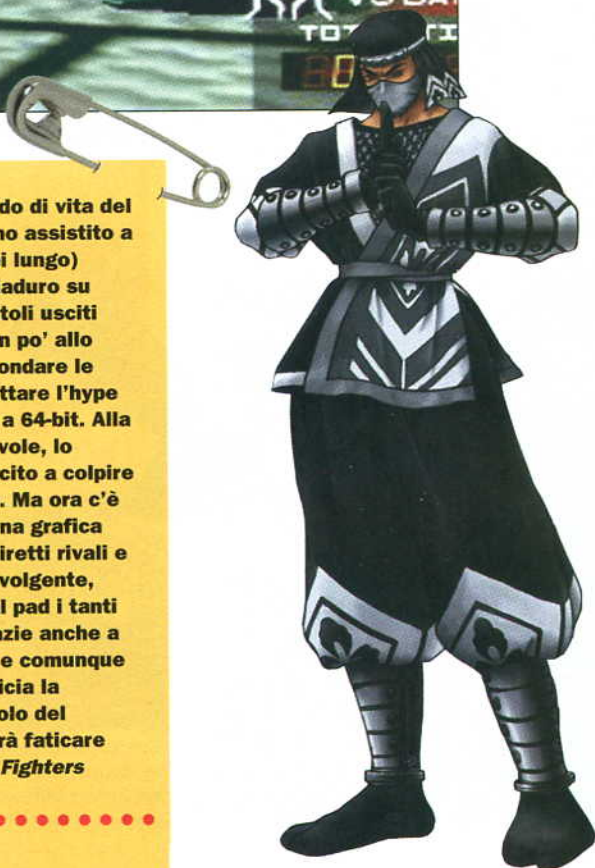 TOT
do di vita del
no assistito a
i lungo)
aduro su
toli usciti
n po' allo
ondare le
ttare l'hype
a 64-bit. Alla
vole, lo
cito a colpire
. Ma ora c'è
na grafica
iretti rivali e
volgente,
l pad i tanti
azie anche a
e comunque
icia la
olo del
rà faticare
Fighters